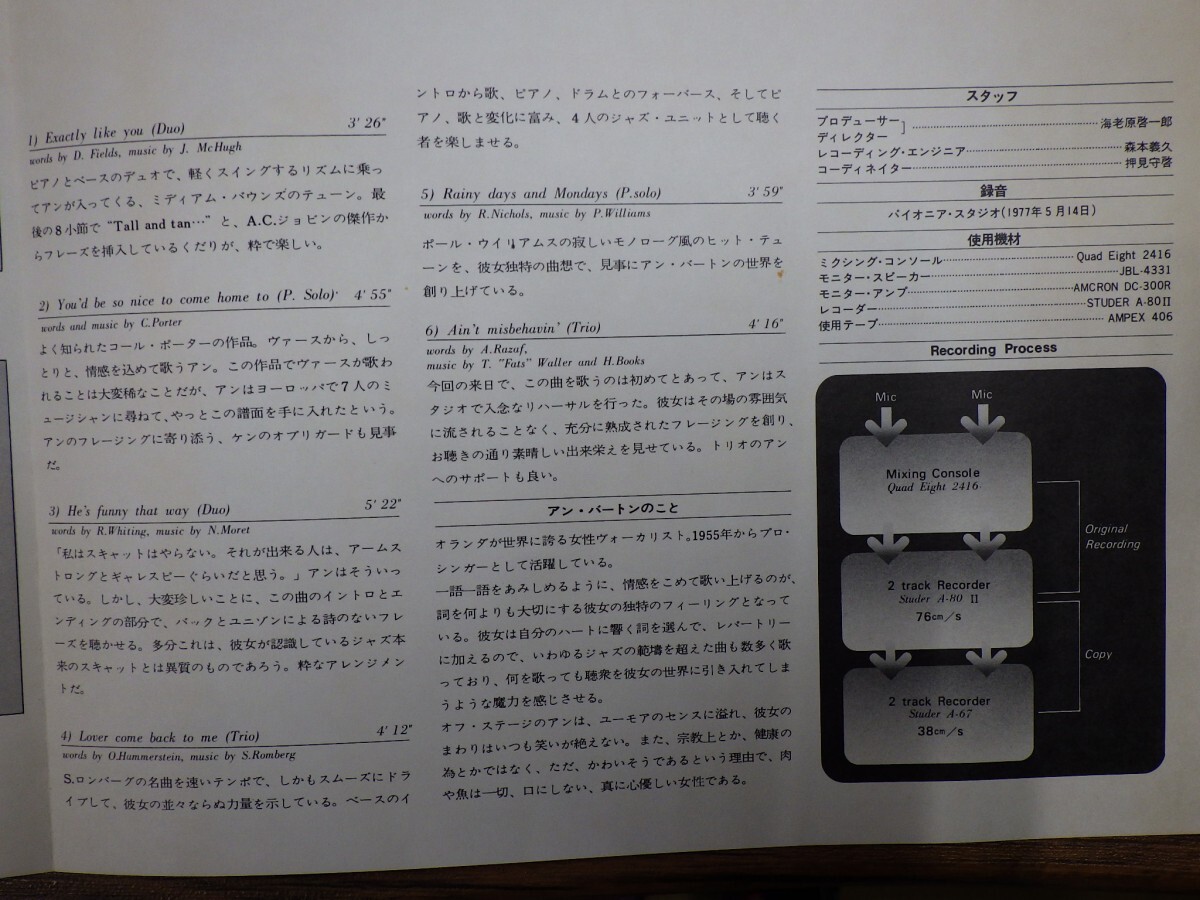 1) Exactly like you (Duo) 3' 26"
words by D. Fields, music by J. McHugh
ピアノとベースのデュオで、軽くスイングするリズムに乗っ
てアンが入ってくる、ミディアム・バウンズのテューン。最
後の8小節で “Tall and tan…” と、A.C.ジョビンの傑作か
らフレーズを挿入しているくだりが、粋で楽しい。
2) You'd be so nice to come home to (P. Solo) 4' 55"
words and music by C.Porter
よく知られたコール・ポーターの作品。ヴァースから、しっ
とりと、情感を込めて歌うアン。この作品でヴァースが歌わ
れることは大変稀なことだが、アンはヨーロッパで7人のミ
ュージシャンに尋ねて、やっとこの譜面を手に入れたという。
アンのフレージングに寄り添う、ケンのオブリガードも見事
だ。
3) He's funny that way (Duo) 5' 22"
words by R.Whiting, music by N.Moret
「私はスキャットはやらない。それが出来る人は、アームス
トロングとギャレスピーぐらいだと思う。」アンはそういっ
ている。しかし、大変珍しいことに、この曲のイントロとエ
ンディングの部分で、バックとユニゾンによる詩のないフレ
ーズを聴かせる。多分これは、彼女が認識しているジャズ本
来のスキャットとは異質のものであろう。粋なアレンジメン
トだ。
4) Lover come back to me (Trio) 4' 12"
words by O.Hammerstein, music by S.Romberg
S.ロンバーグの名曲を速いテンポで、しかもスムーズにドラ
イブして、彼女の並々ならぬ力量を示している。ベースのイ
ントロから歌、ピアノ、ドラムとのフォーバース、そしてピ
アノ、歌と変化に富み、4人のジャズ・ユニットとして聴く
者を楽しませる。
5) Rainy days and Mondays (P.solo) 3' 59"
words by R.Nichols, music by P.Williams
ポール・ウイリアムスの寂しいモノローグ風のヒット・テュ
ーンを、彼女独特の曲想で、見事にアン・バートンの世界を
創り上げている。
6) Ain't misbehavin' (Trio) 4' 16"
words by A.Razaf,
music by T. "Fats" Waller and H.Books
今回の来日で、この曲を歌うのは初めてとあって、アンはス
タジオで入念なリハーサルを行った。彼女はその場の雰囲気
に流されることなく、充分に熟成されたフレージングを創り、
お聴きの通り素晴しい出来栄えを見せている。トリオのアン
へのサポートも良い。
アン・バートンのこと
オランダが世界に誇る女性ヴォーカリスト。1955年からプロ・
シンガーとして活躍している。
一語一語をあみしめるように、情感をこめて歌い上げるのが、
詞を何よりも大切にする彼女の独特のフィーリングとなって
いる。彼女は自分のハートに響く詞を選んで、レパートリー
に加えるので、いわゆるジャズの範疇を超えた曲も数多く歌
っており、何を歌っても聴衆を彼女の世界に引き入れてしま
うような魔力を感じさせる。
オフ・ステージのアンは、ユーモアのセンスに溢れ、彼女の
まわりはいつも笑いが絶えない。また、宗教上とか、健康の
為とかではなく、ただ、かわいそうであるという理由で、肉
や魚は一切、口にしない、真に心優しい女性である。
スタッフ
プロデューサー
ディレクター ] 海老原啓一郎
レコーディング・エンジニア 森本義久
コーディネイター 押見守啓
録音
パイオニア・スタジオ(1977年5月14日)
使用機材
ミクシング・コンソール Quad Eight 2416
モニター・スピーカー JBL-4331
モニター・アンプ AMCRON DC-300R
レコーダー STUDER A-80II
使用テープ AMPEX 406
Recording Process
Mic Mic
Mixing Console
Quad Eight 2416
Original
Recording
2 track Recorder
Studer A-80 II
76cm/s
Copy
2 track Recorder
Studer A-67
38cm/s